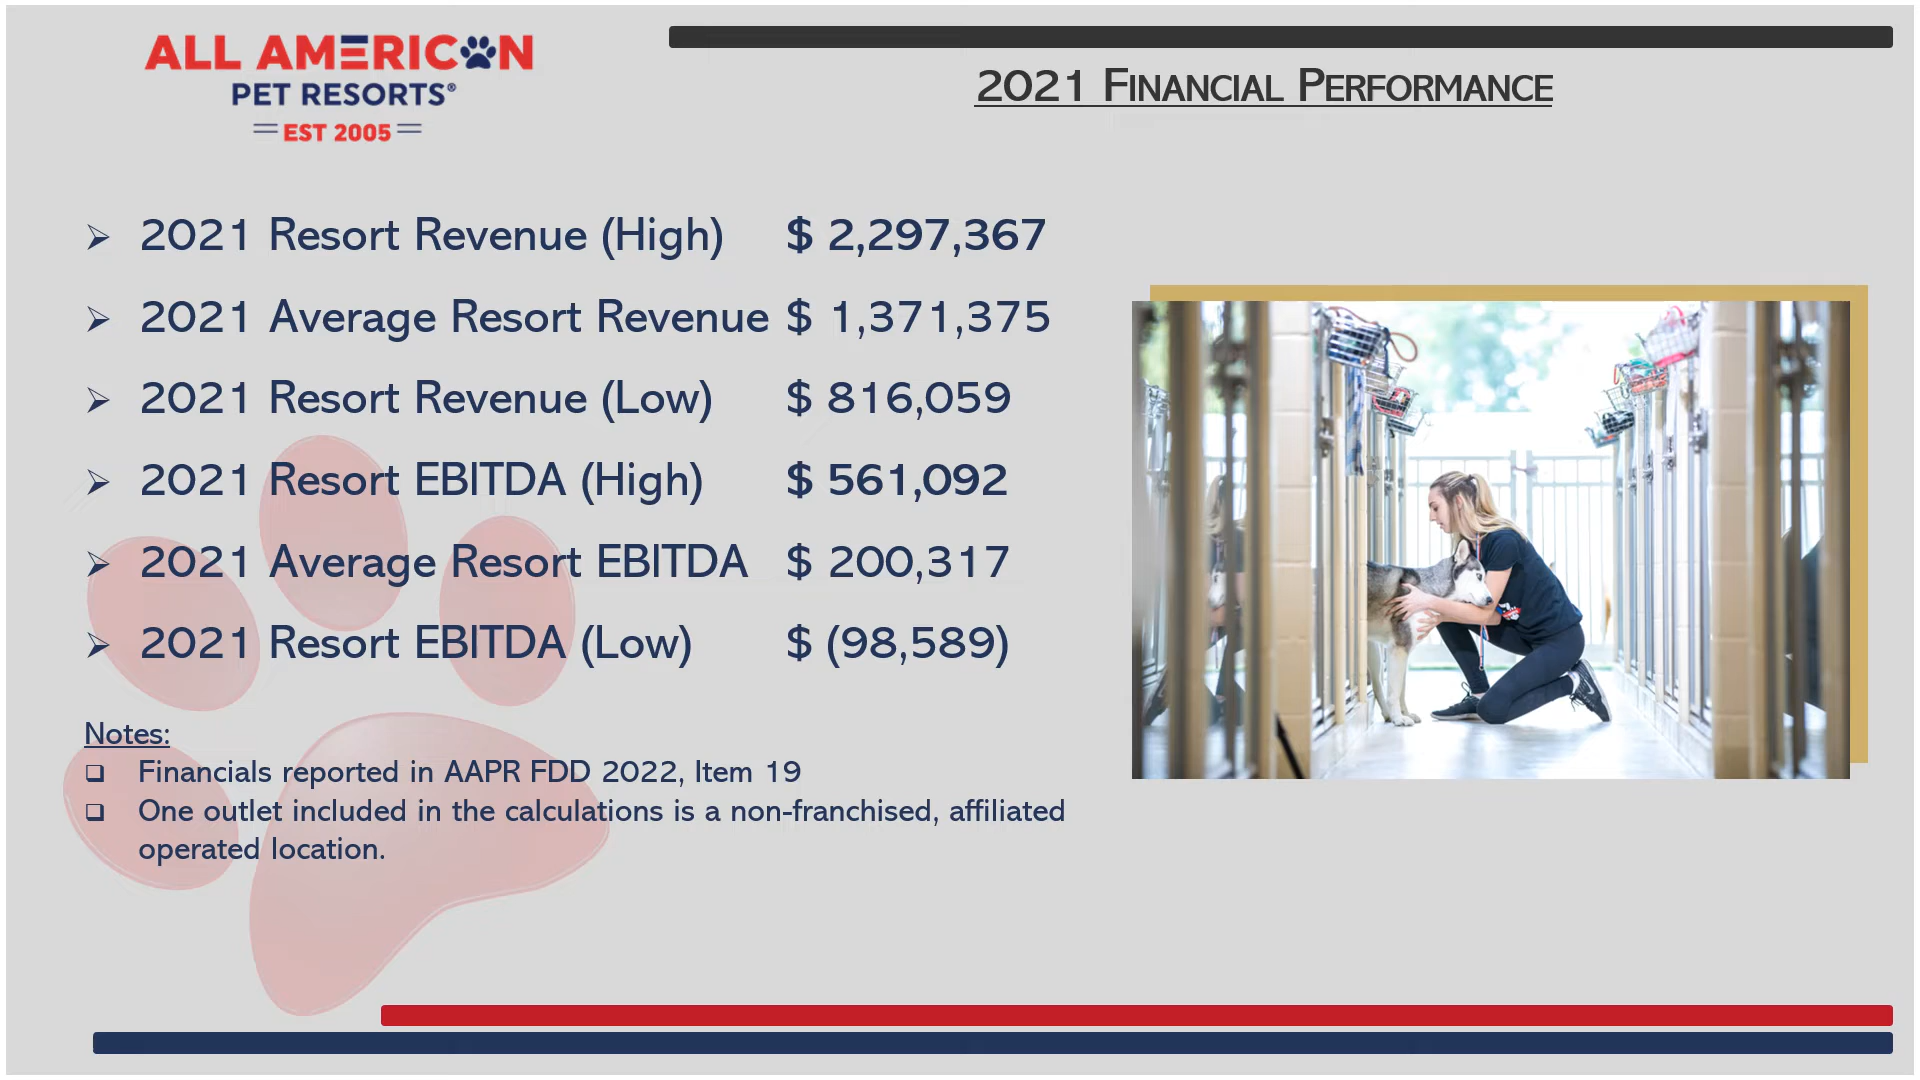 ALL AMERICAN
PET RESORTS®
EST 2005
2021 FINANCIAL PERFORMANCE
➢ 2021 Resort Revenue (High) $ 2,297,367
➢ 2021 Average Resort Revenue $ 1,371,375
➢ 2021 Resort Revenue (Low) $ 816,059
➢ 2021 Resort EBITDA (High) $ 561,092
➢ 2021 Average Resort EBITDA $ 200,317
➢ 2021 Resort EBITDA (Low) $ (98,589)
Notes:
❑ Financials reported in AAPR FDD 2022, Item 19
❑ One outlet included in the calculations is a non-franchised, affiliated
operated location.